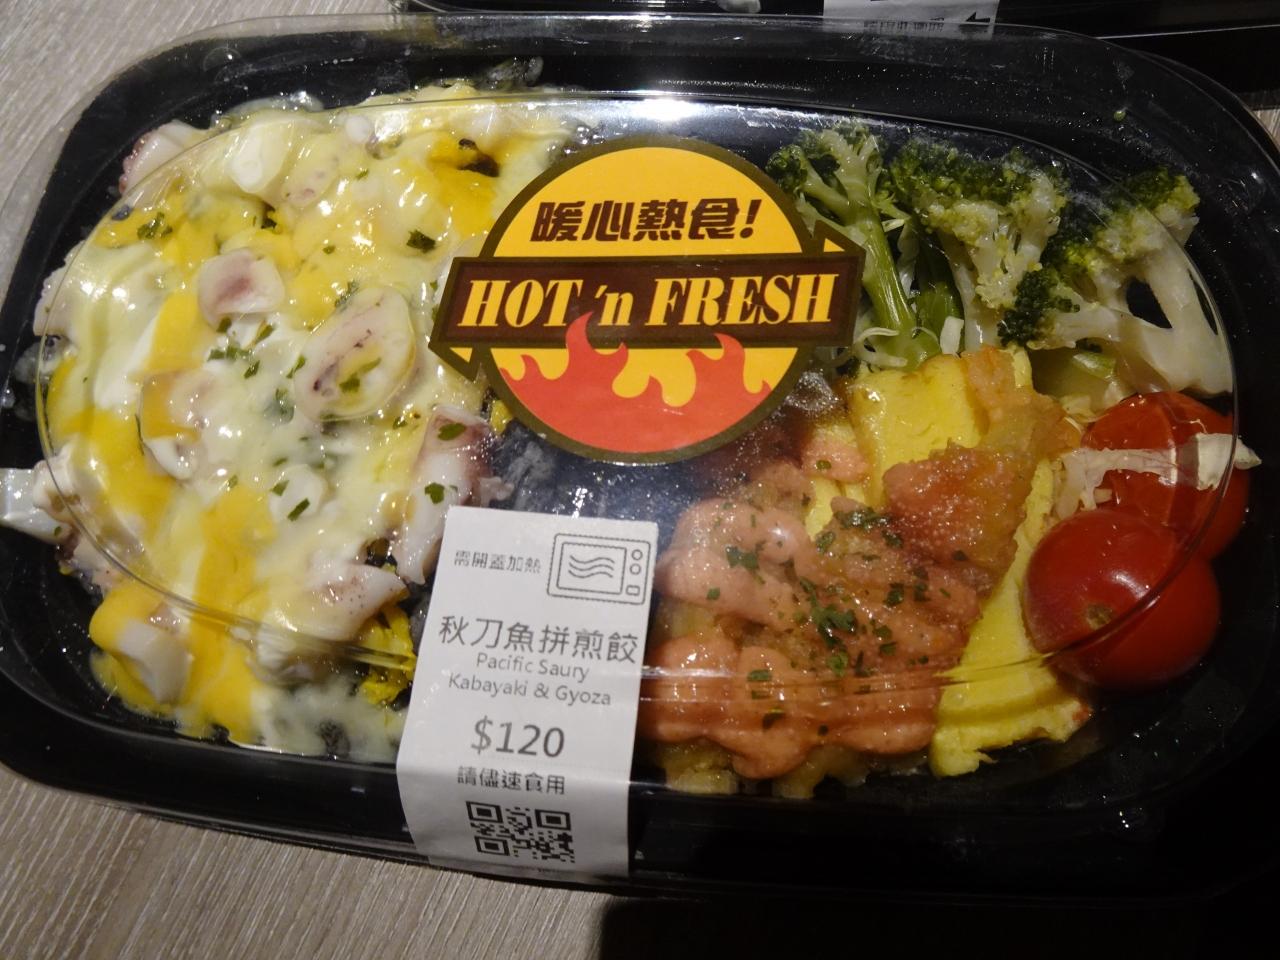 暖心熱食!
HOT 'n FRESH
需開蓋加熱
秋刀魚拼煎餃
Pacific Saury
Kabayaki & Gyoza
$120
請儘速食用